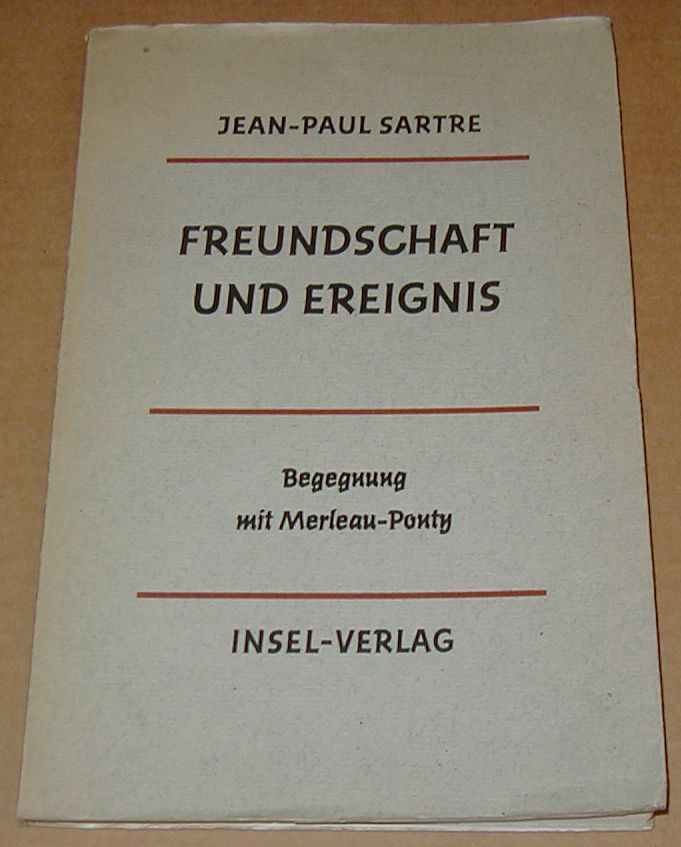 JEAN-PAUL SARTRE
FREUNDSCHAFT
UND EREIGNIS
Begegnung
mit Merleau-Ponty
INSEL-VERLAG